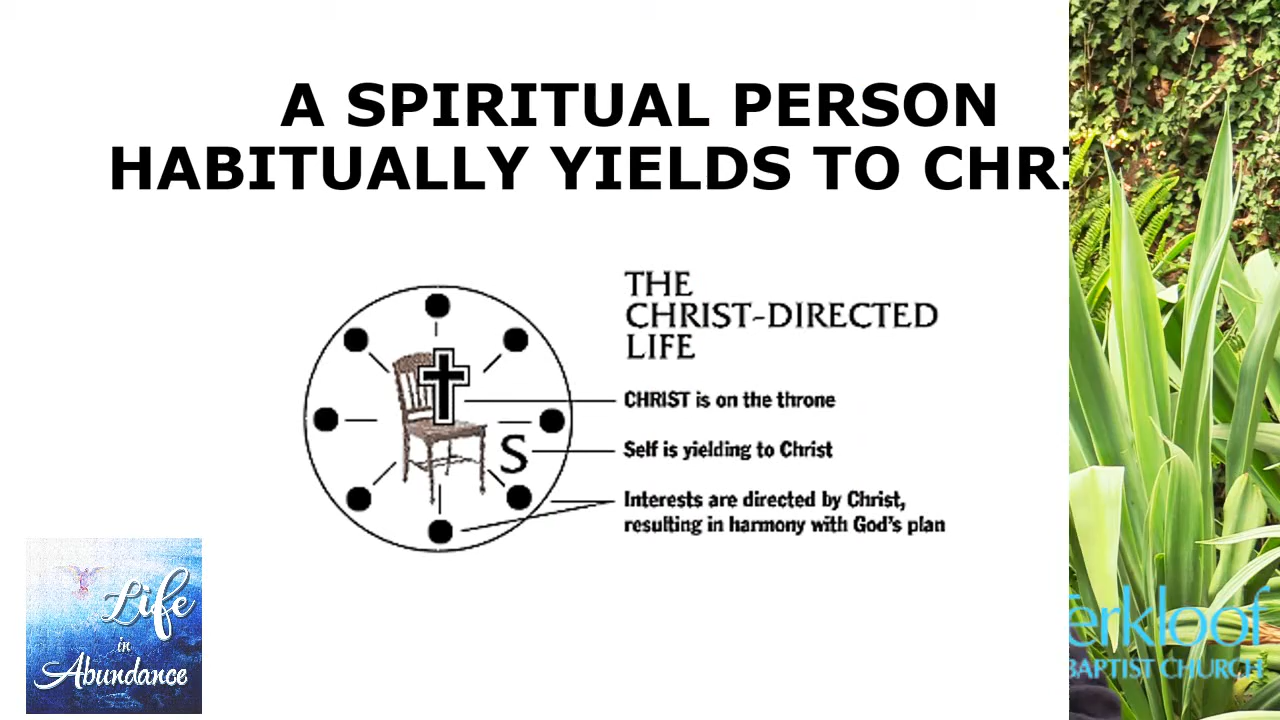 A SPIRITUAL PERSON
HABITUALLY YIELDS TO CHRI
THE
CHRIST-DIRECTED
LIFE
CHRIST is on the throne
Self is yielding to Christ
S
Interests are directed by Christ,
resulting in harmony with God's plan
Life
in
Abundance
erkloof
BAPTIST CHURCH